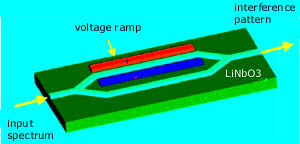 interference
pattern
voltage ramp
LiNbO3
input
spectrum